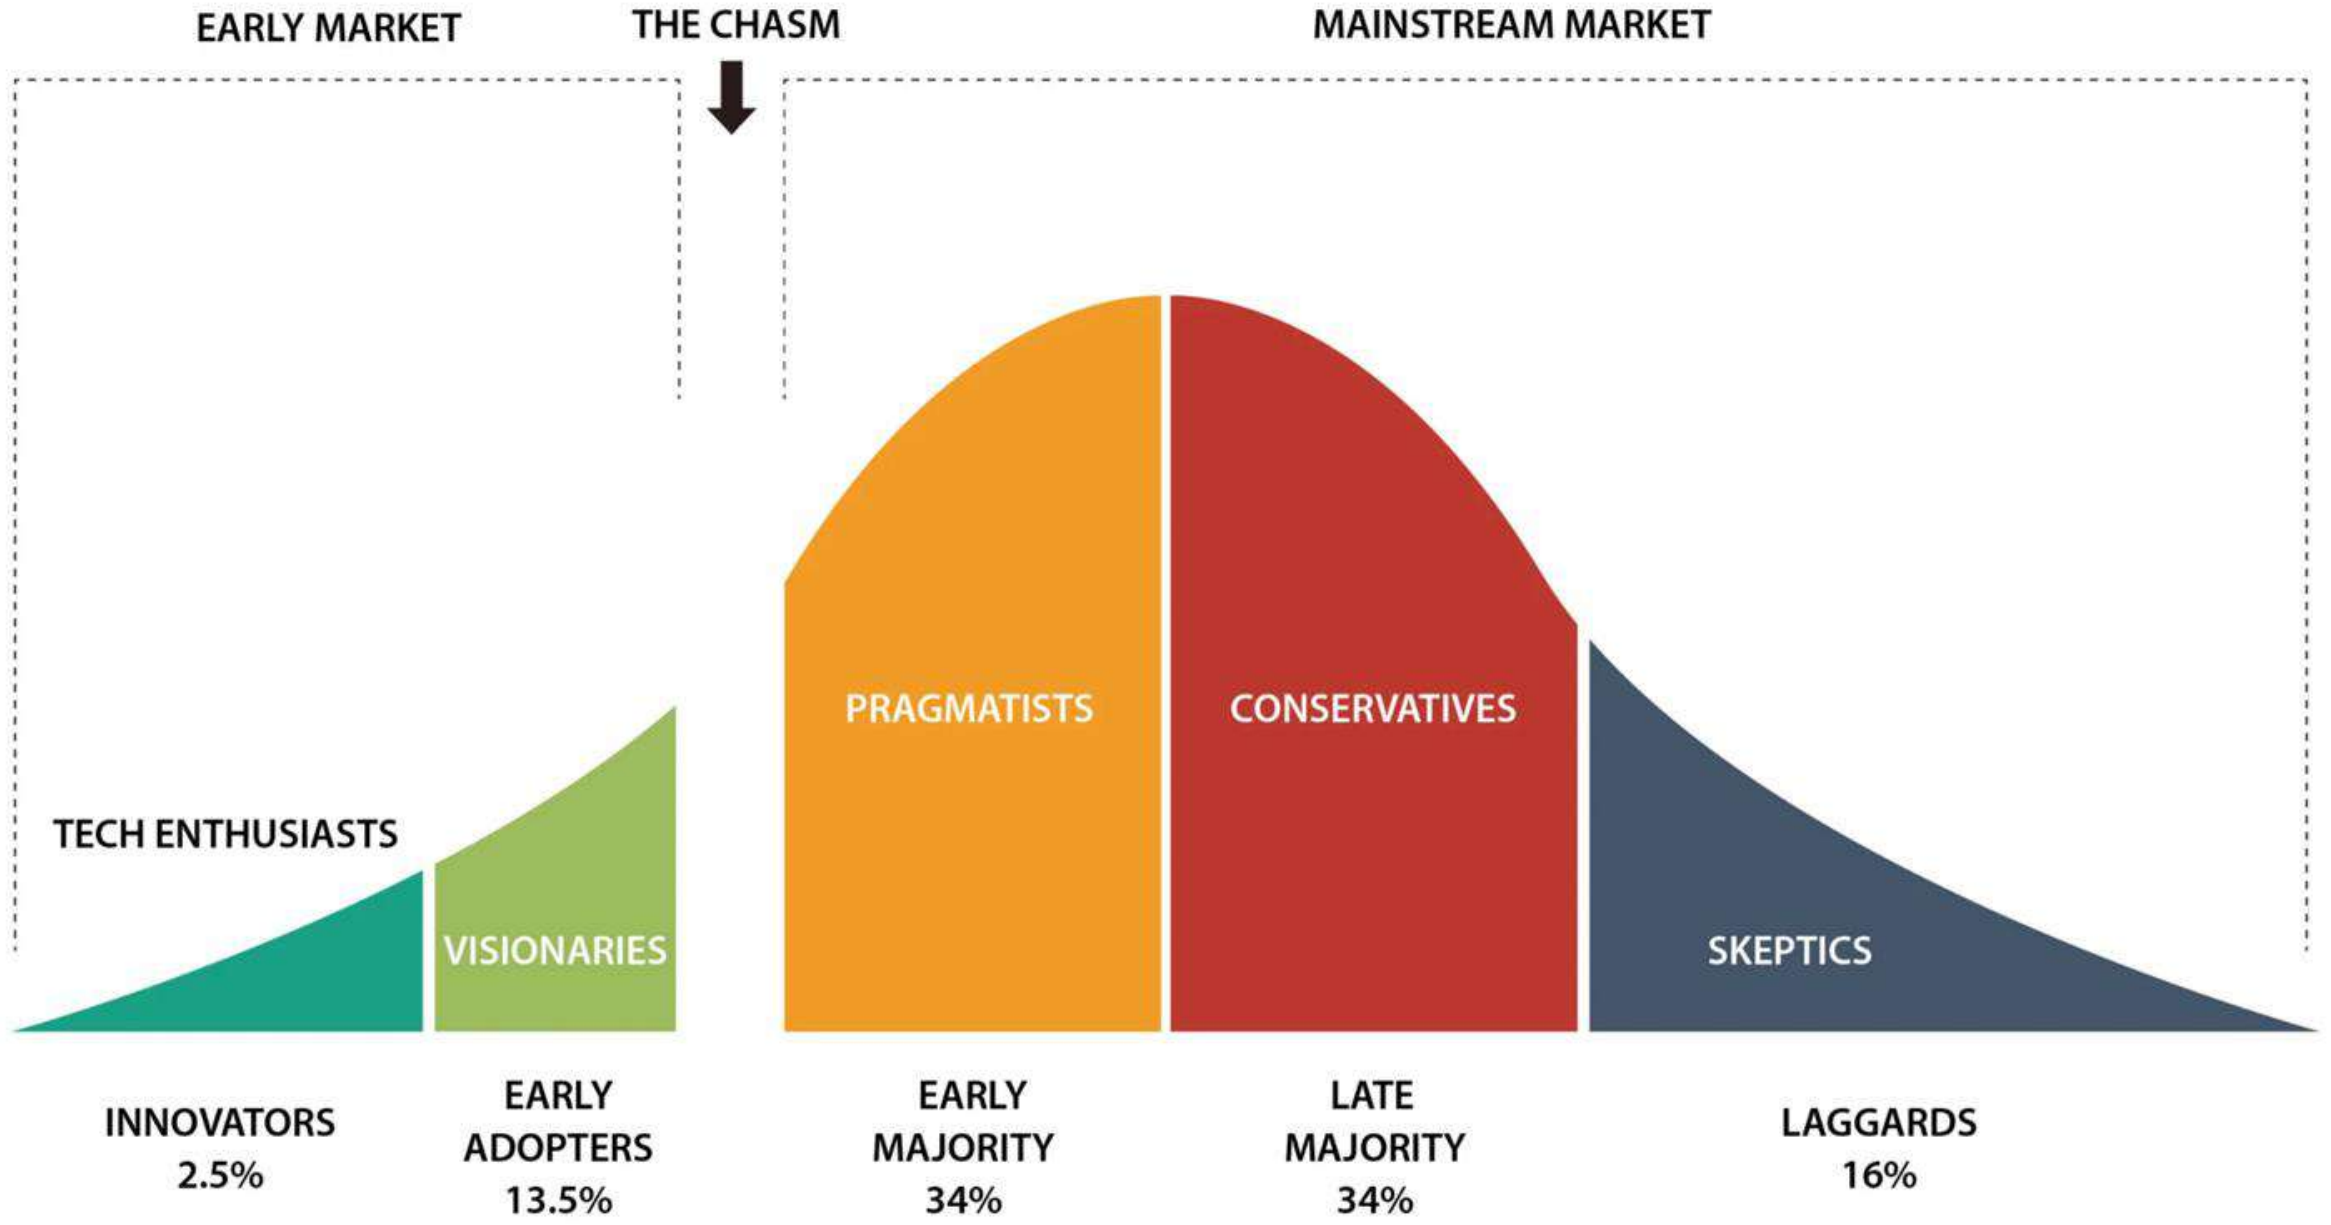 EARLY MARKET
THE CHASM
MAINSTREAM MARKET
PRAGMATISTS
CONSERVATIVES
TECH ENTHUSIASTS
VISIONARIES
SKEPTICS
INNOVATORS
2.5%
EARLY
ADOPTERS
13.5%
EARLY
MAJORITY
34%
LATE
MAJORITY
34%
LAGGARDS
16%